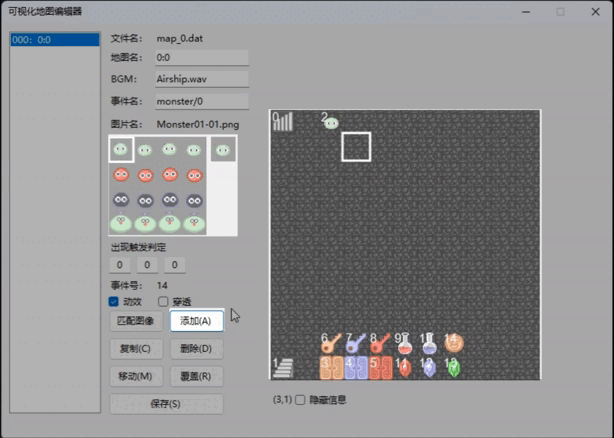 可视化地图编辑器
000: 0:0
文件名: map_0.dat
地图名: 0:0
BGM: Airship.wav
事件名: monster/0
图片名: Monster01-01.png
出现触发判定
0 0 0
事件号: 14
动效 穿透
匹配图像 添加(A)
复制(C) 删除(D)
移动(M) 覆盖(R)
保存(S)
0 2
6 7 8 9 10 14
1 3 4 5 11 12 13
(3,1) 隐蔽信息